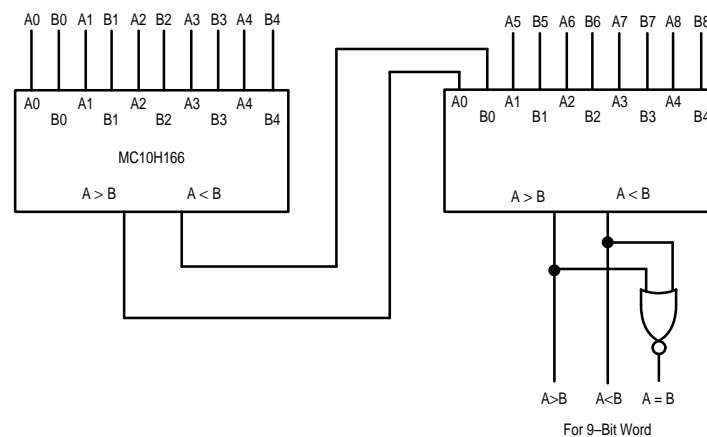 A0 B0 A1 B1 A2 B2 A3 B3 A4 B4
A5 B5 A6 B6 A7 B7 A8 B8
A0 A1 A2 A3 A4
B0 B1 B2 B3 B4
MC10H166
A > B A < B
A0 A1 A2 A3 A4
B0 B1 B2 B3 B4
A > B A < B
A>B A<B A = B
For 9–Bit Word